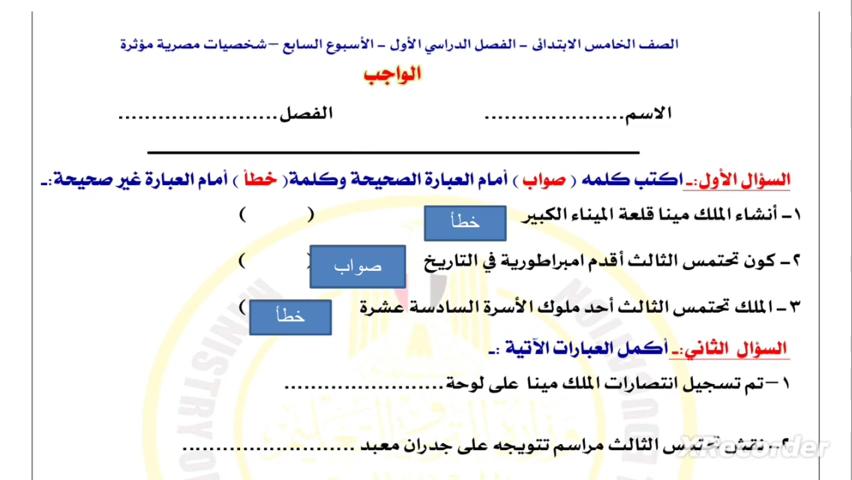 الصف الخامس الابتدائى - الفصل الدراسي الأول - الأسبوع السابع – شخصيات مصرية مؤثرة
الواجب
الاسم..................... الفصل........................
السؤال الأول:ـ اكتب كلمه ( صواب ) أمام العبارة الصحيحة وكلمة( خطأ ) أمام العبارة غير صحيحة:ـ
١- أنشاء الملك مينا قلعة الميناء الكبير خطأ ( )
٢- كون تحتمس الثالث أقدم امبراطورية في التاريخ صواب ( )
٣- الملك تحتمس الثالث أحد ملوك الأسرة السادسة عشرة خطأ ( )
السؤال الثاني:ـ أكمل العبارات الآتية :ـ
١–تم تسجيل انتصارات الملك مينا على لوحة........................
٢- نقش تحتمس الثالث مراسم تتويجه على جدران معبد ..........................
XRecorder
MINISTRY OF